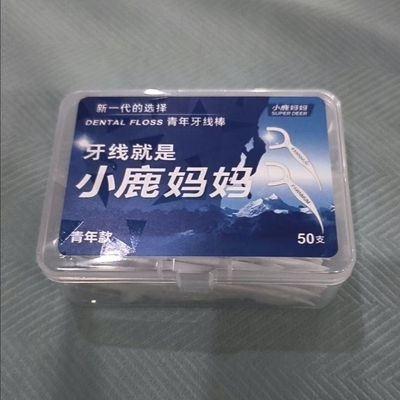 新一代的选择
小鹿妈妈
SUPER DEER
DENTAL FLOSS 青年牙线棒
牙线就是
小鹿妈妈
青年款
50支